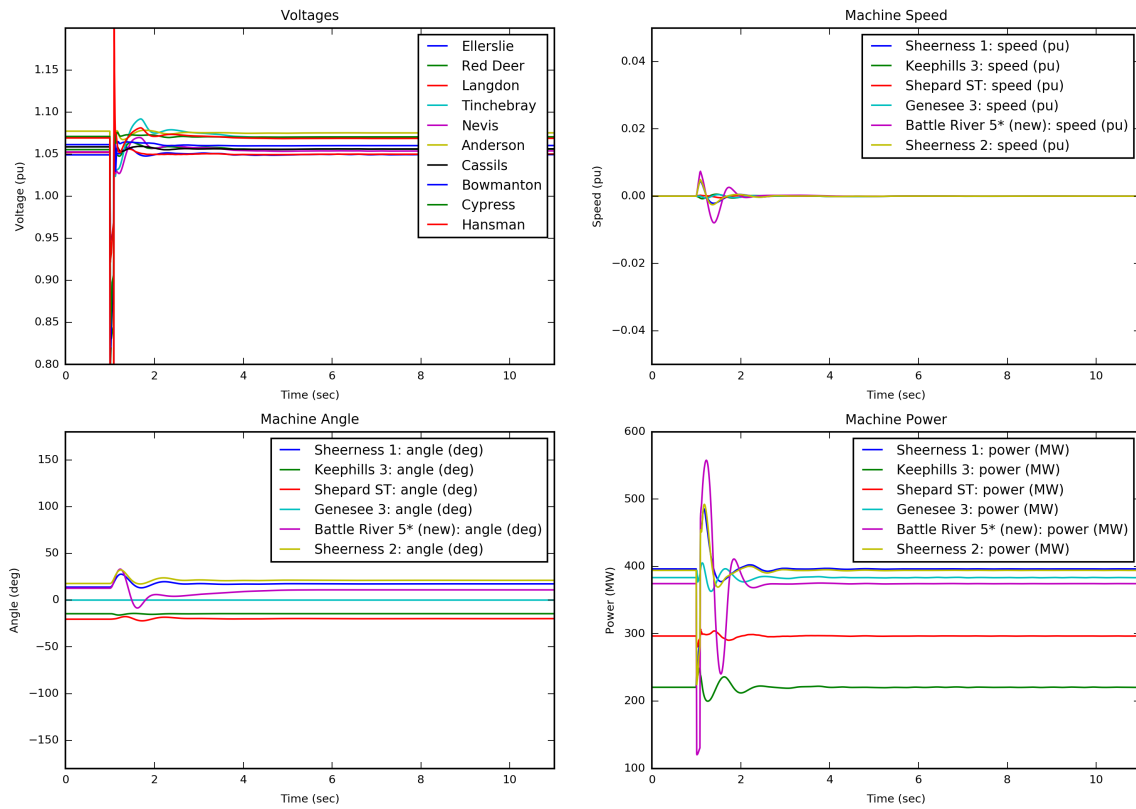 Voltages
1.15
1.10
1.05
1.00
0.95
0.90
0.85
0.80
Voltage (pu)
0
2
4
6
8
10
Time (sec)
Ellerslie
Red Deer
Langdon
Tinchebray
Nevis
Anderson
Cassils
Bowmanton
Cypress
Hansman
Machine Speed
0.04
0.02
0.00
−0.02
−0.04
Speed (pu)
0
2
4
6
8
10
Time (sec)
Sheerness 1: speed (pu)
Keephills 3: speed (pu)
Shepard ST: speed (pu)
Genesee 3: speed (pu)
Battle River 5* (new): speed (pu)
Sheerness 2: speed (pu)
Machine Angle
150
100
50
0
−50
−100
−150
Angle (deg)
0
2
4
6
8
10
Time (sec)
Sheerness 1: angle (deg)
Keephills 3: angle (deg)
Shepard ST: angle (deg)
Genesee 3: angle (deg)
Battle River 5* (new): angle (deg)
Sheerness 2: angle (deg)
Machine Power
600
500
400
300
200
100
Power (MW)
0
2
4
6
8
10
Time (sec)
Sheerness 1: power (MW)
Keephills 3: power (MW)
Shepard ST: power (MW)
Genesee 3: power (MW)
Battle River 5* (new): power (MW)
Sheerness 2: power (MW)